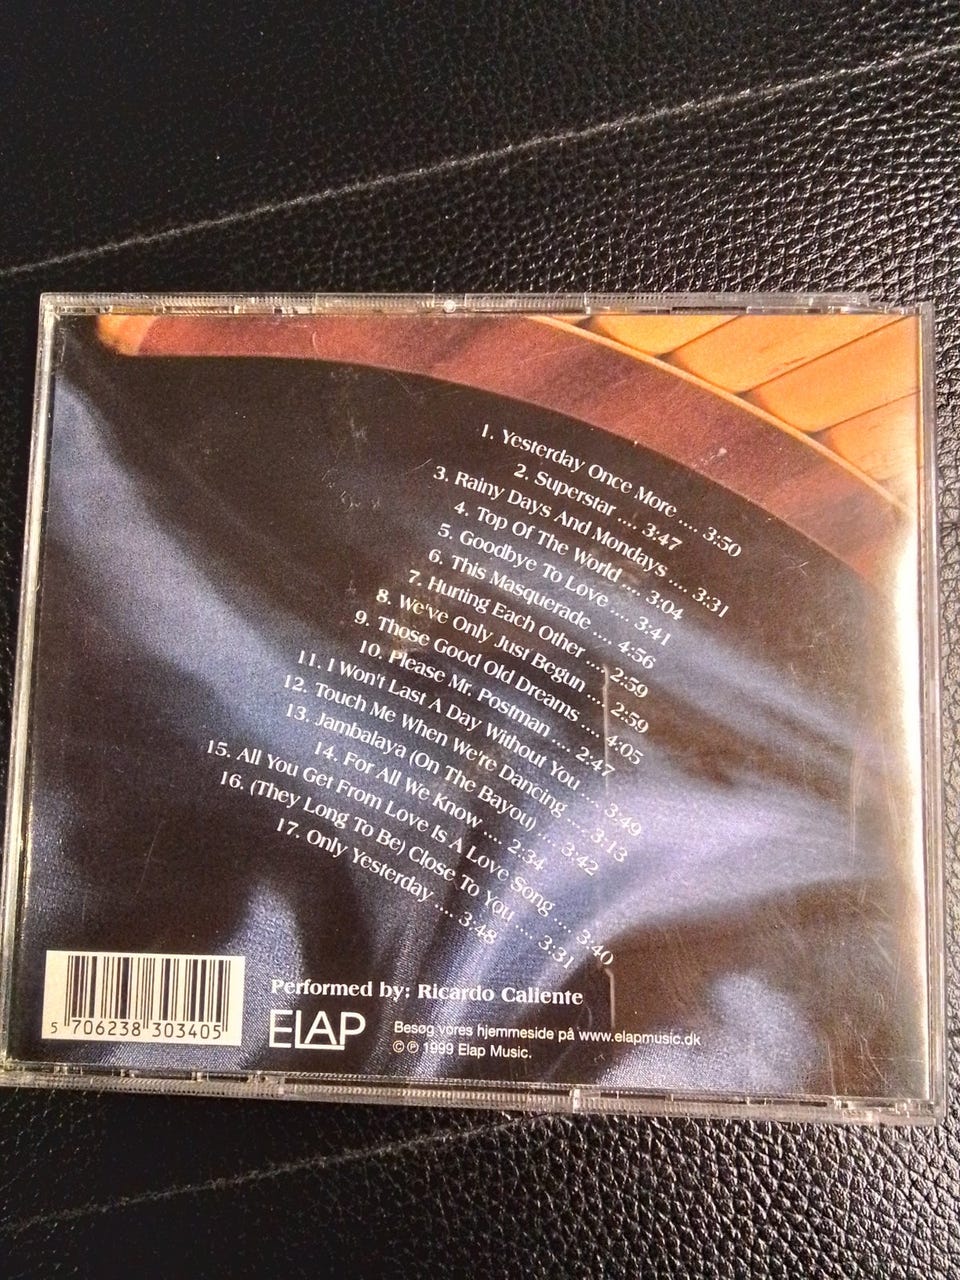 1. Yesterday Once More .... 3:50
2. Superstar .... 3:47
3. Rainy Days And Mondays .... 3:31
4. Top Of The World .... 3:04
5. Goodbye To Love .... 3:41
6. This Masquerade .... 4:56
7. Hurting Each Other .... 2:59
8. We've Only Just Begun .... 2:59
9. Those Good Old Dreams .... 4:05
10. Please Mr. Postman .... 2:47
11. I Won't Last A Day Without You .... 3:49
12. Touch Me When We're Dancing .... 3:13
13. Jambalaya (On The Bayou) .... 3:42
14. For All We Know .... 2:34
15. All You Get From Love Is A Love Song .... 3:40
16. (They Long To Be) Close To You .... 3:31
17. Only Yesterday .... 3:48
5 706238 303405
Performed by: Ricardo Caliente
ELAP
Besøg vores hjemmeside på www.elapmusic.dk
© ℗ 1999 Elap Music.